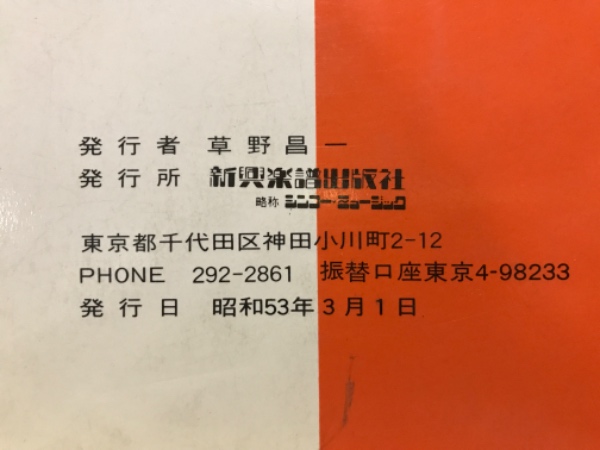 発行者 草野昌一
発行所 新興楽譜出版社
略称 シンコー・ミュージック
東京都千代田区神田小川町2-12
PHONE 292-2861 振替口座東京4-98233
発行日 昭和53年3月1日